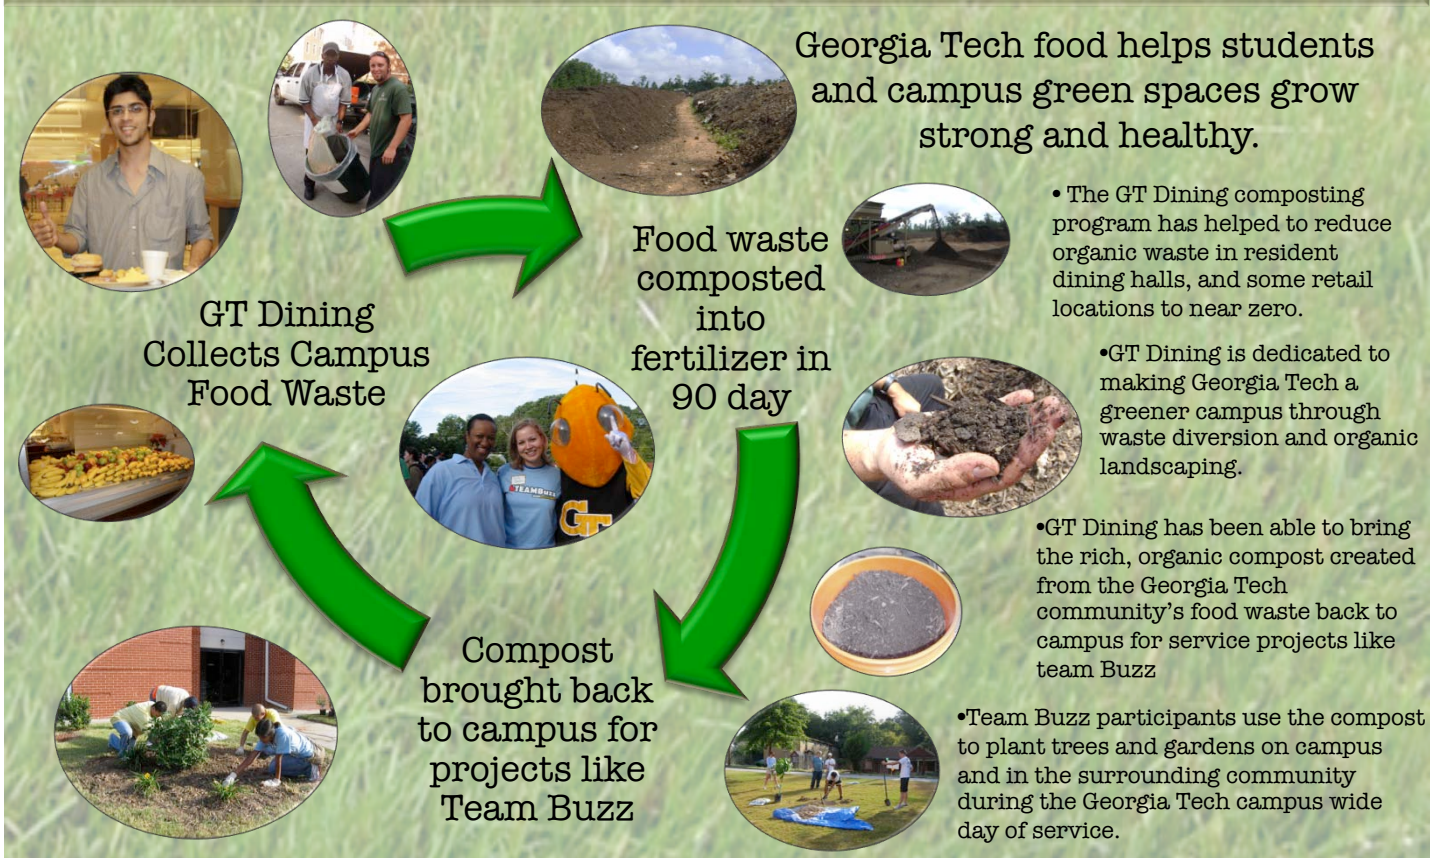 Georgia Tech food helps students
and campus green spaces grow
strong and healthy.
GT Dining
Collects Campus
Food Waste
Food waste
composted
into
fertilizer in
90 day
Compost
brought back
to campus for
projects like
Team Buzz
• The GT Dining composting
program has helped to reduce
organic waste in resident
dining halls, and some retail
locations to near zero.
•GT Dining is dedicated to
making Georgia Tech a
greener campus through
waste diversion and organic
landscaping.
•GT Dining has been able to bring
the rich, organic compost created
from the Georgia Tech
community’s food waste back to
campus for service projects like
team Buzz
•Team Buzz participants use the compost
to plant trees and gardens on campus
and in the surrounding community
during the Georgia Tech campus wide
day of service.
TEAMBUZZ
GT